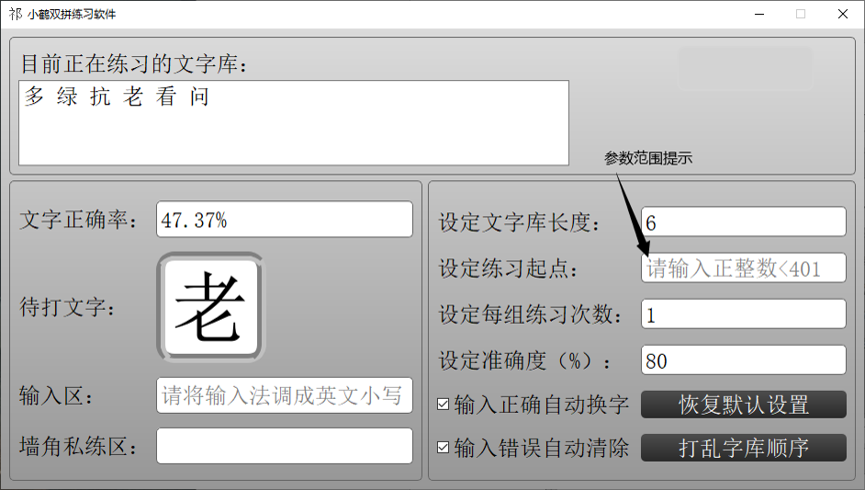 祁 小鹤双拼练习软件
目前正在练习的文字库：
多 绿 抗 老 看 问
参数范围提示
文字正确率： 47.37%
待打文字： 老
输入区： 请将输入法调成英文小写
墙角私练区：
设定文字库长度： 6
设定练习起点： 请输入正整数<401
设定每组练习次数： 1
设定准确度（%）： 80
输入正确自动换字 恢复默认设置
输入错误自动清除 打乱字库顺序